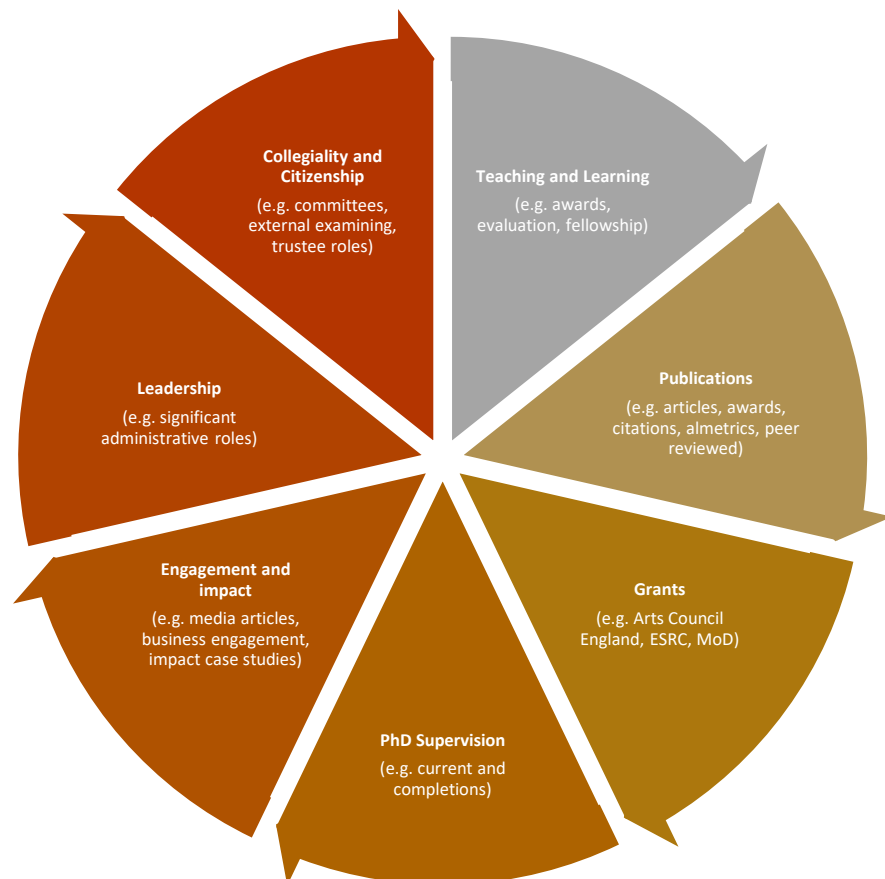 Teaching and Learning
(e.g. awards,
evaluation, fellowship)
Publications
(e.g. articles, awards,
citations, almetrics, peer
reviewed)
Grants
(e.g. Arts Council
England, ESRC, MoD)
PhD Supervision
(e.g. current and
completions)
Engagement and
impact
(e.g. media articles,
business engagement,
impact case studies)
Leadership
(e.g. significant
administrative roles)
Collegiality and
Citizenship
(e.g. committees,
external examining,
trustee roles)